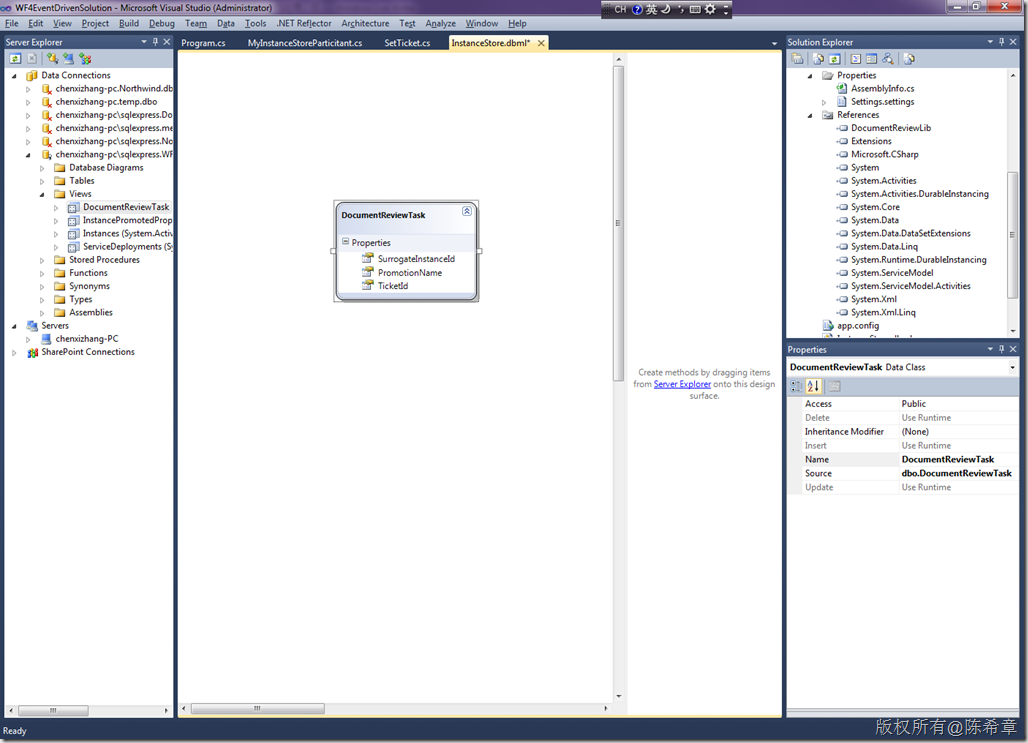 WF4EventDrivenSolution - Microsoft Visual Studio (Administrator)
CH 英
File Edit View Project Build Debug Team Data Tools .NET Reflector Architecture Test Analyze Window Help
Server Explorer
Data Connections
chenxizhang-pc.Northwind.db
chenxizhang-pc.temp.dbo
chenxizhang-pc\sqlexpress.Do
chenxizhang-pc\sqlexpress.me
chenxizhang-pc\sqlexpress.No
chenxizhang-pc\sqlexpress.WF
Database Diagrams
Tables
Views
DocumentReviewTask
InstancePromotedProp
Instances (System.Activ
ServiceDeployments (Sy
Stored Procedures
Functions
Synonyms
Types
Assemblies
Servers
chenxizhang-PC
SharePoint Connections
Program.cs MyInstanceStoreParticitant.cs SetTicket.cs InstanceStore.dbml*
DocumentReviewTask
Properties
SurrogateInstanceId
PromotionName
TicketId
Create methods by dragging items
from Server Explorer onto this design
surface.
Solution Explorer
Properties
AssemblyInfo.cs
Settings.settings
References
DocumentReviewLib
Extensions
Microsoft.CSharp
System
System.Activities
System.Activities.DurableInstancing
System.Core
System.Data
System.Data.DataSetExtensions
System.Data.Linq
System.Runtime.DurableInstancing
System.ServiceModel
System.ServiceModel.Activities
System.Xml
System.Xml.Linq
app.config
Properties
DocumentReviewTask Data Class
Access Public
Delete Use Runtime
Inheritance Modifier (None)
Insert Use Runtime
Name DocumentReviewTask
Source dbo.DocumentReviewTask
Update Use Runtime
Ready
版权所有@陈希章